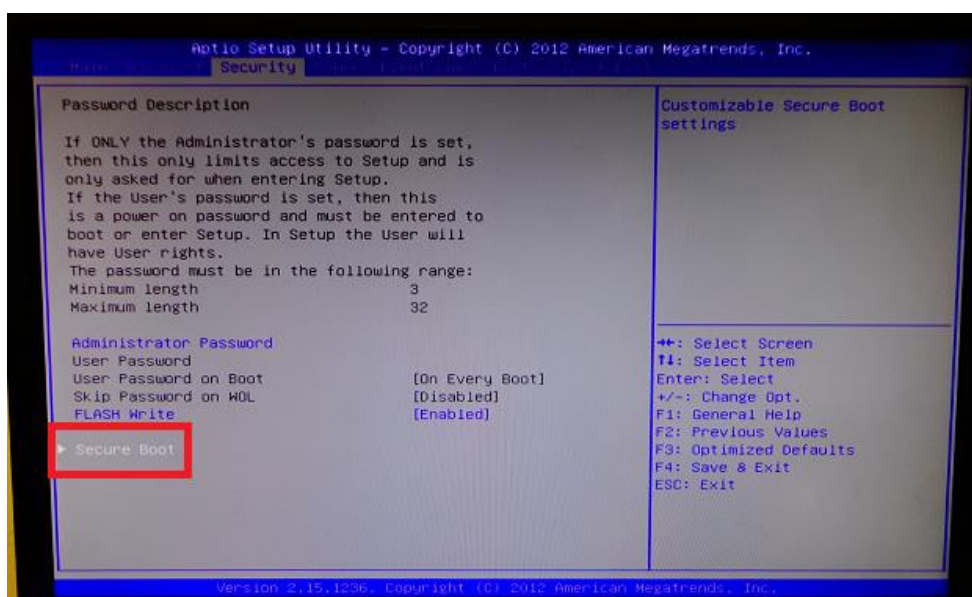 Aptio Setup Utility – Copyright (C) 2012 American Megatrends, Inc.
Main Security
Password Description
If ONLY the Administrator's password is set,
then this only limits access to Setup and is
only asked for when entering Setup.
If the User's password is set, then this
is a power on password and must be entered to
boot or enter Setup. In Setup the User will
have User rights.
The password must be in the following range:
Minimum length 3
Maximum length 32
Administrator Password
User Password
User Password on Boot [On Every Boot]
Skip Password on WOL [Disabled]
FLASH Write [Enabled]
► Secure Boot
Customizable Secure Boot
settings
→←: Select Screen
↑↓: Select Item
Enter: Select
+/-: Change Opt.
F1: General Help
F2: Previous Values
F3: Optimized Defaults
F4: Save & Exit
ESC: Exit
Version 2.15.1236. Copyright (C) 2012 American Megatrends, Inc.